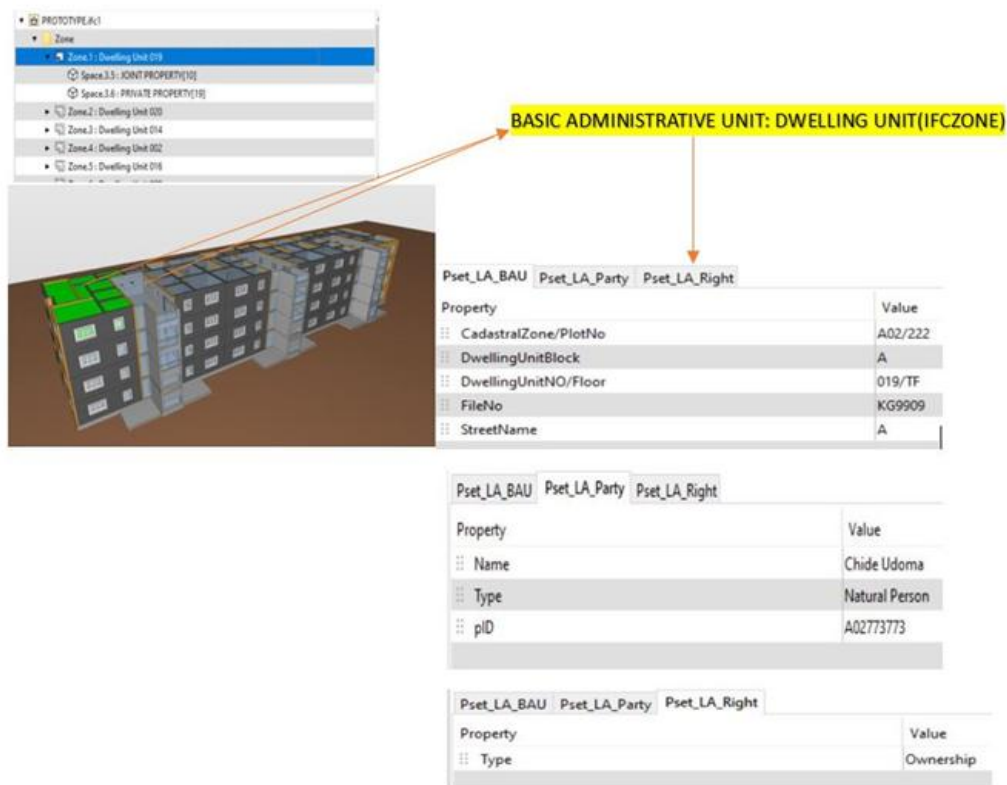 PROTOTYPE.ifc1
Zone
Zone.1 : Dwelling Unit 019
Space.3.5 : JOINT PROPERTY[10]
Space.3.6 : PRIVATE PROPERTY[19]
Zone.2 : Dwelling Unit 020
Zone.3 : Dwelling Unit 014
Zone.4 : Dwelling Unit 002
Zone.5 : Dwelling Unit 016
BASIC ADMINISTRATIVE UNIT: DWELLING UNIT(IFCZONE)
Pset_LA_BAU Pset_LA_Party Pset_LA_Right
Property Value
CadastralZone/PlotNo A02/222
DwellingUnitBlock A
DwellingUnitNO/Floor 019/TF
FileNo KG9909
StreetName A
Pset_LA_BAU Pset_LA_Party Pset_LA_Right
Property Value
Name Chide Udoma
Type Natural Person
pID A02773773
Pset_LA_BAU Pset_LA_Party Pset_LA_Right
Property Value
Type Ownership